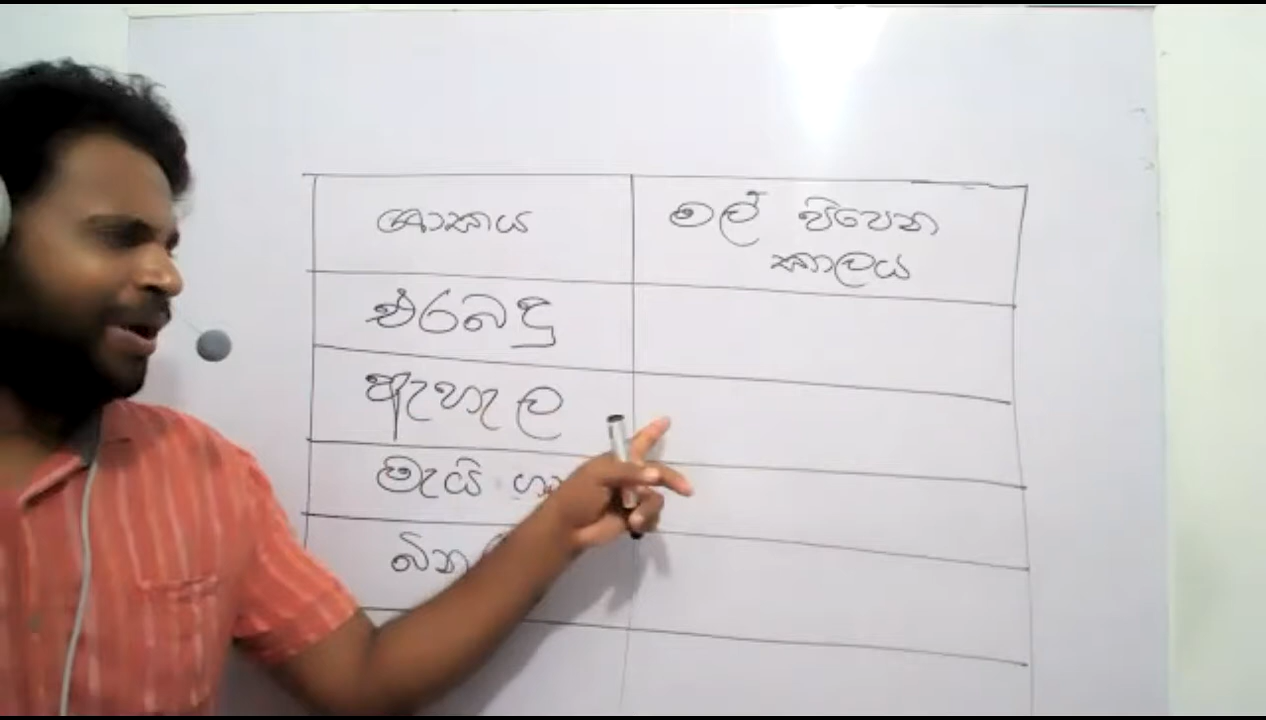 ශාකය
මල් පිපෙන
කාලය
එරබදු
ඇහැල
මැයි